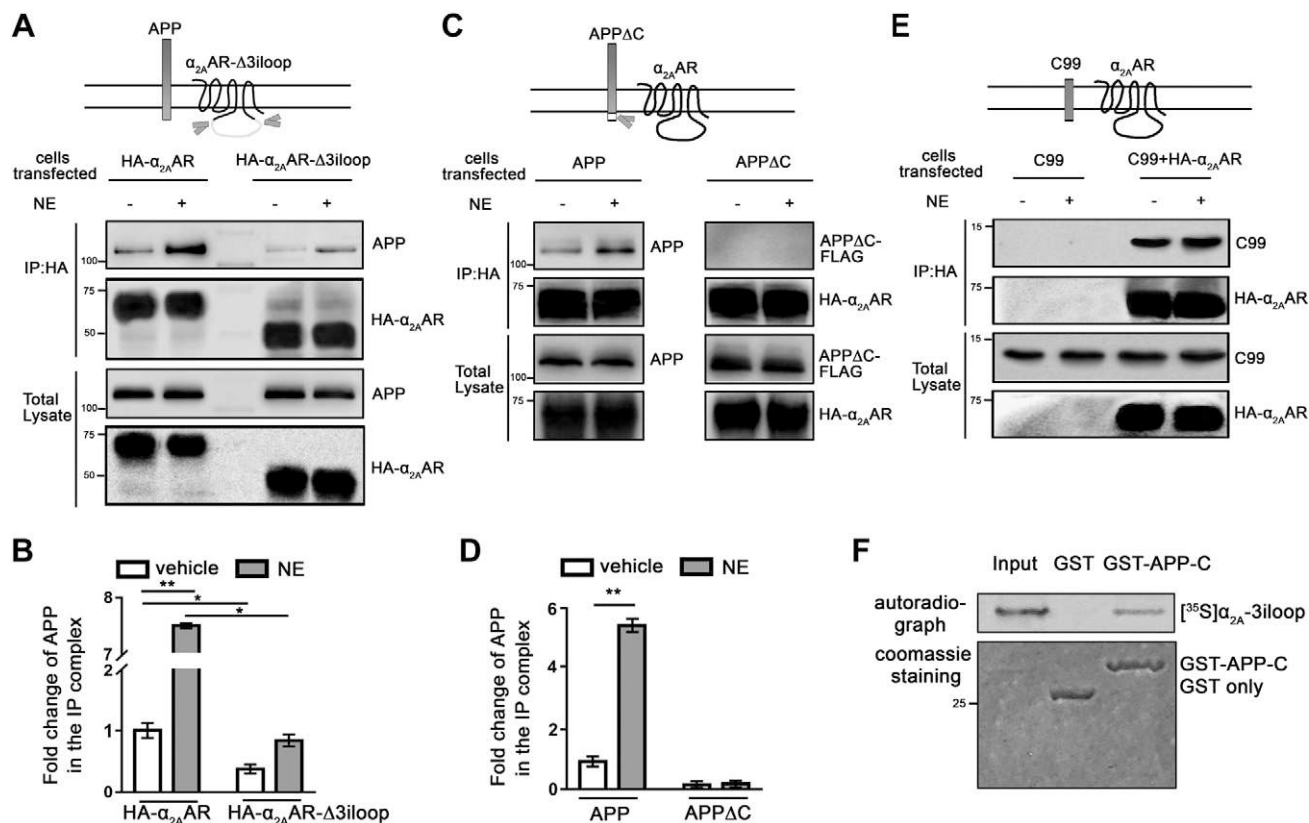 A
APP
α2AAR-Δ3iloop
cells
transfected
HA-α2AAR
HA-α2AAR-Δ3iloop
NE
- + - +
IP:HA
100
APP
75
50
HA-α2AAR
Total
Lysate
100
APP
75
50
HA-α2AAR
B
vehicle
NE
**
*
*
Fold change of APP
in the IP complex
8
7
2
1
0
HA-α2AAR
HA-α2AAR-Δ3iloop
C
APPΔC
α2AAR
cells
transfected
APP
APPΔC
NE
- + - +
IP:HA
100
APP
APPΔC-
FLAG
75
HA-α2AAR
HA-α2AAR
Total
Lysate
100
APP
APPΔC-
FLAG
75
HA-α2AAR
HA-α2AAR
D
vehicle
NE
**
Fold change of APP
in the IP complex
6
4
2
0
APP
APPΔC
E
C99
α2AAR
cells
transfected
C99
C99+HA-α2AAR
NE
- + - +
IP:HA
15
C99
75
HA-α2AAR
Total
Lysate
15
C99
75
HA-α2AAR
F
Input GST GST-APP-C
autoradio-
graph
[35S]α2A-3iloop
coomassie
staining
25
GST-APP-C
GST only